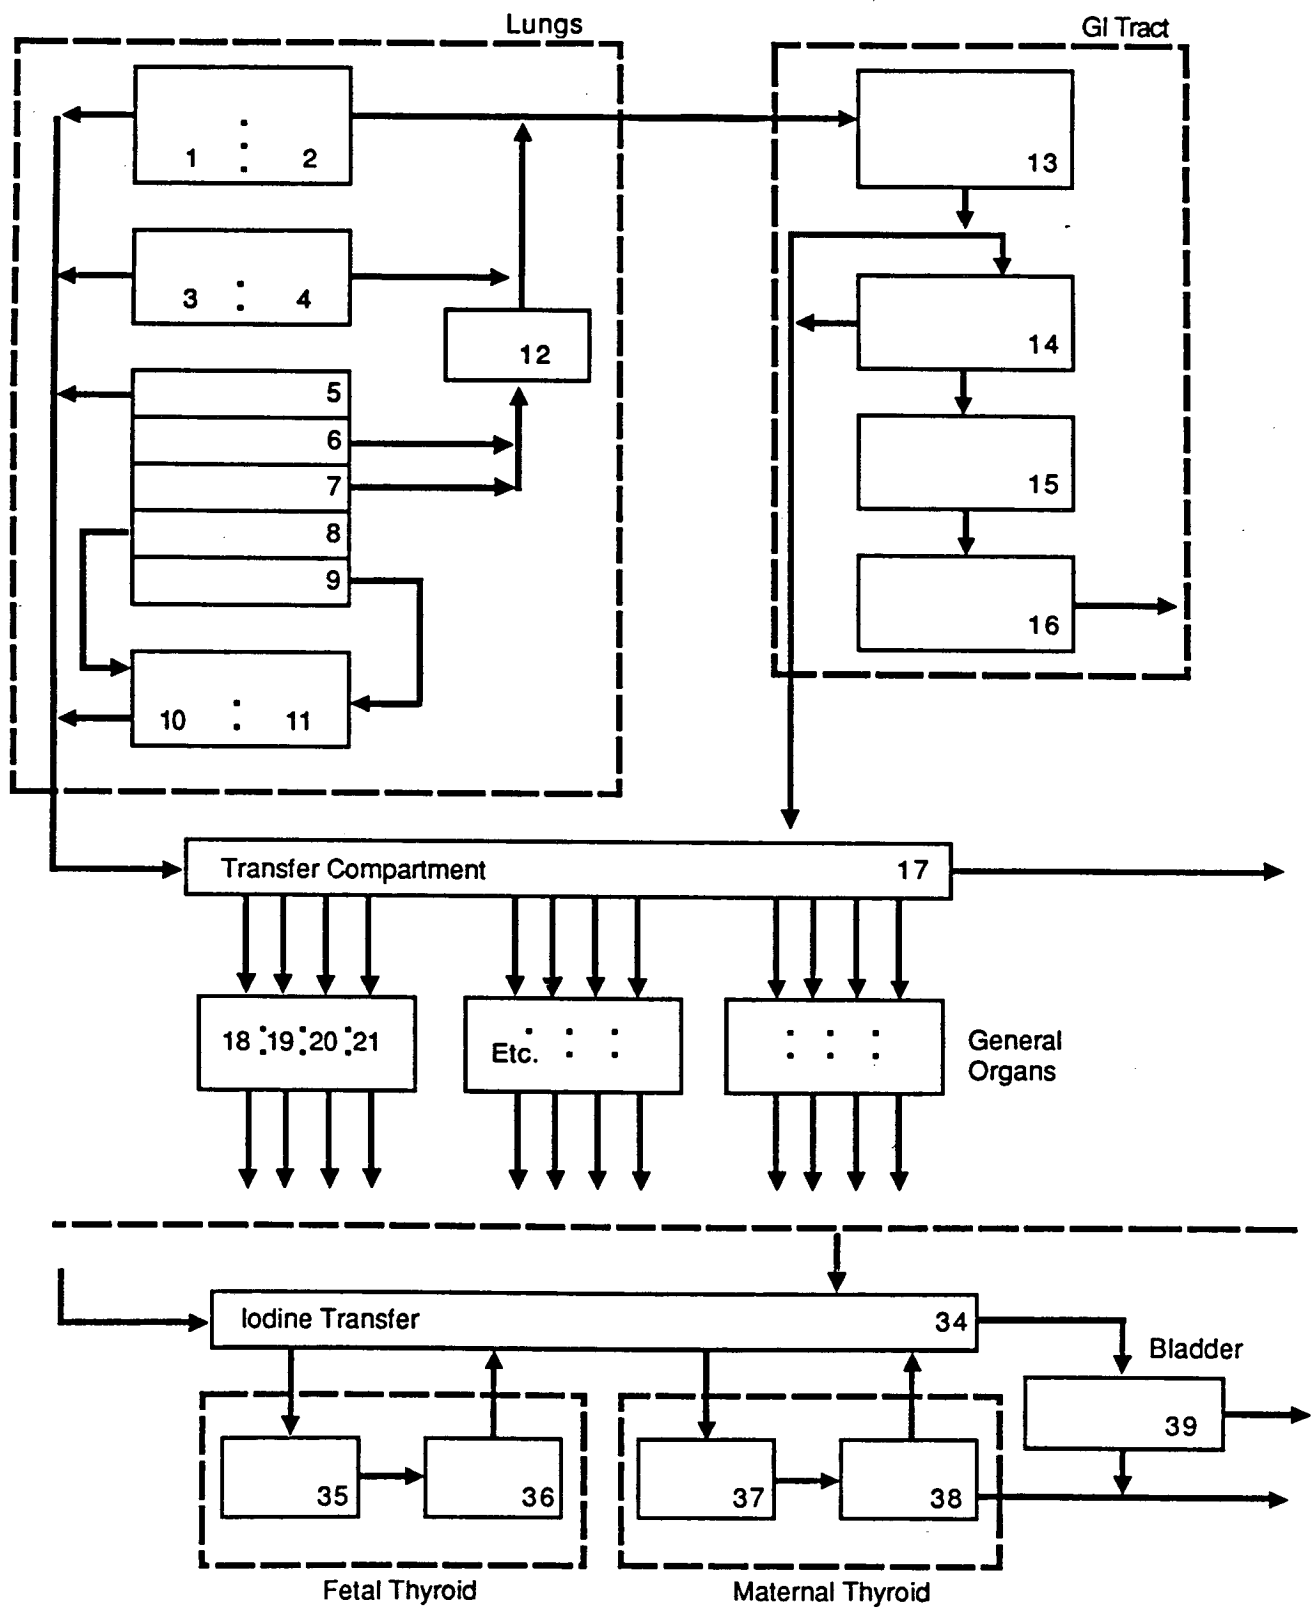 Lungs
GI Tract
1 : 2
13
3 : 4
14
12
5
6
7
15
8
9
16
10 : 11
Transfer Compartment 17
18 : 19 : 20 : 21
Etc.
General
Organs
Iodine Transfer 34
Bladder
39
35
36
37
38
Fetal Thyroid
Maternal Thyroid